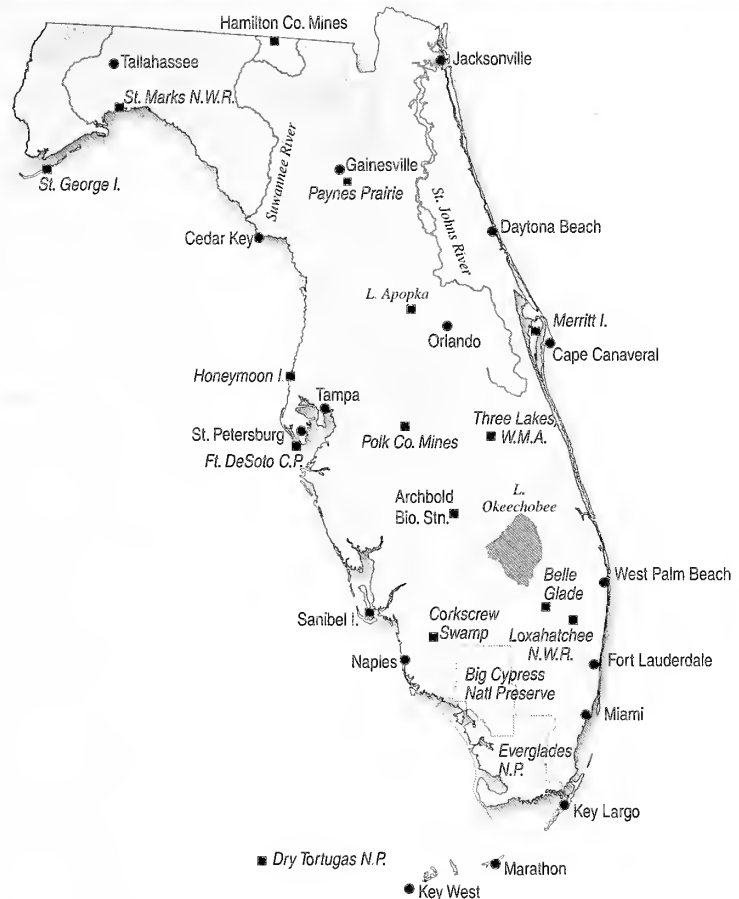 Hamilton Co. Mines
Tallahassee
Jacksonville
St. Marks N.W.R.
Suwannee River
Gainesville
Paynes Prairie
St. George I.
St. Johns River
Daytona Beach
Cedar Key
L. Apopka
Merritt I.
Orlando
Cape Canaveral
Honeymoon I.
Tampa
Three Lakes,
W.M.A.
St. Petersburg
Polk Co. Mines
Ft. DeSoto C.P.
L.
Okeechobee
Archbold
Bio. Stn.
West Palm Beach
Belle
Glade
Sanibel I.
Corkscrew
Swamp
Loxahatchee
N.W.R.
Naples
Fort Lauderdale
Big Cypress
Natl Preserve
Miami
Everglades
N.P.
Key Largo
Dry Tortugas N.P.
Marathon
Key West